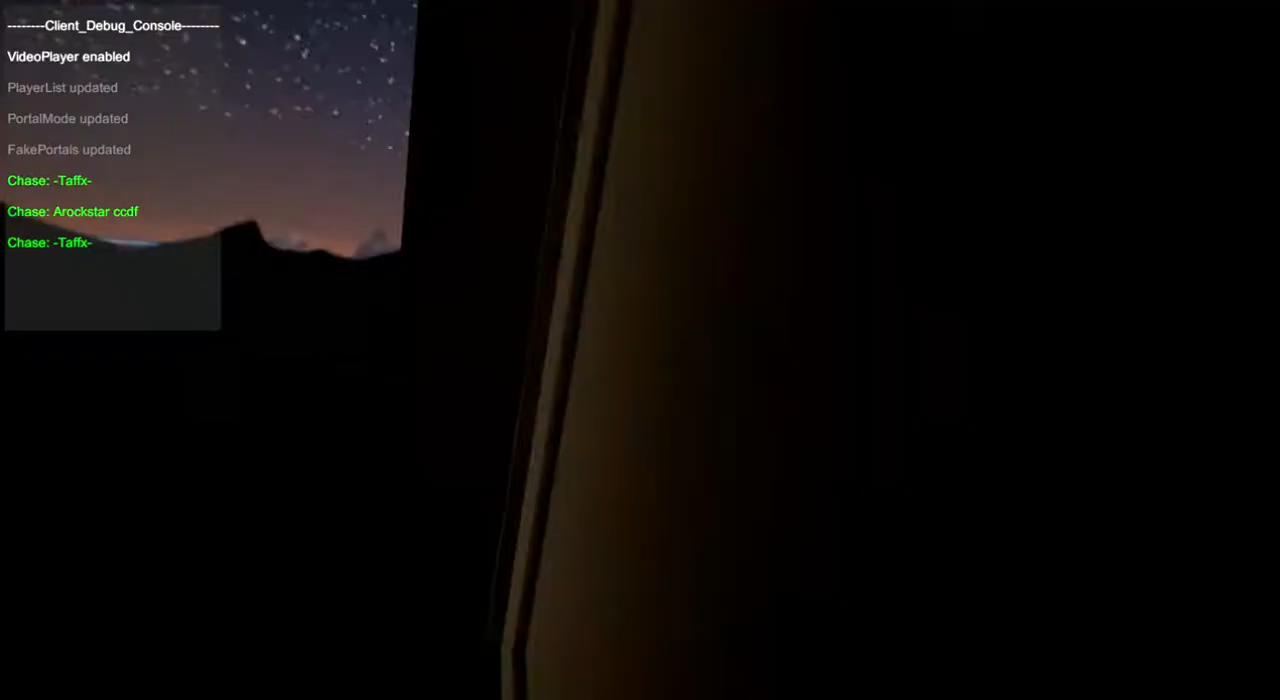 --------Client_Debug_Console--------
VideoPlayer enabled
PlayerList updated
PortalMode updated
FakePortals updated
Chase: -Taffx-
Chase: Arockstar ccdf
Chase: -Taffx-